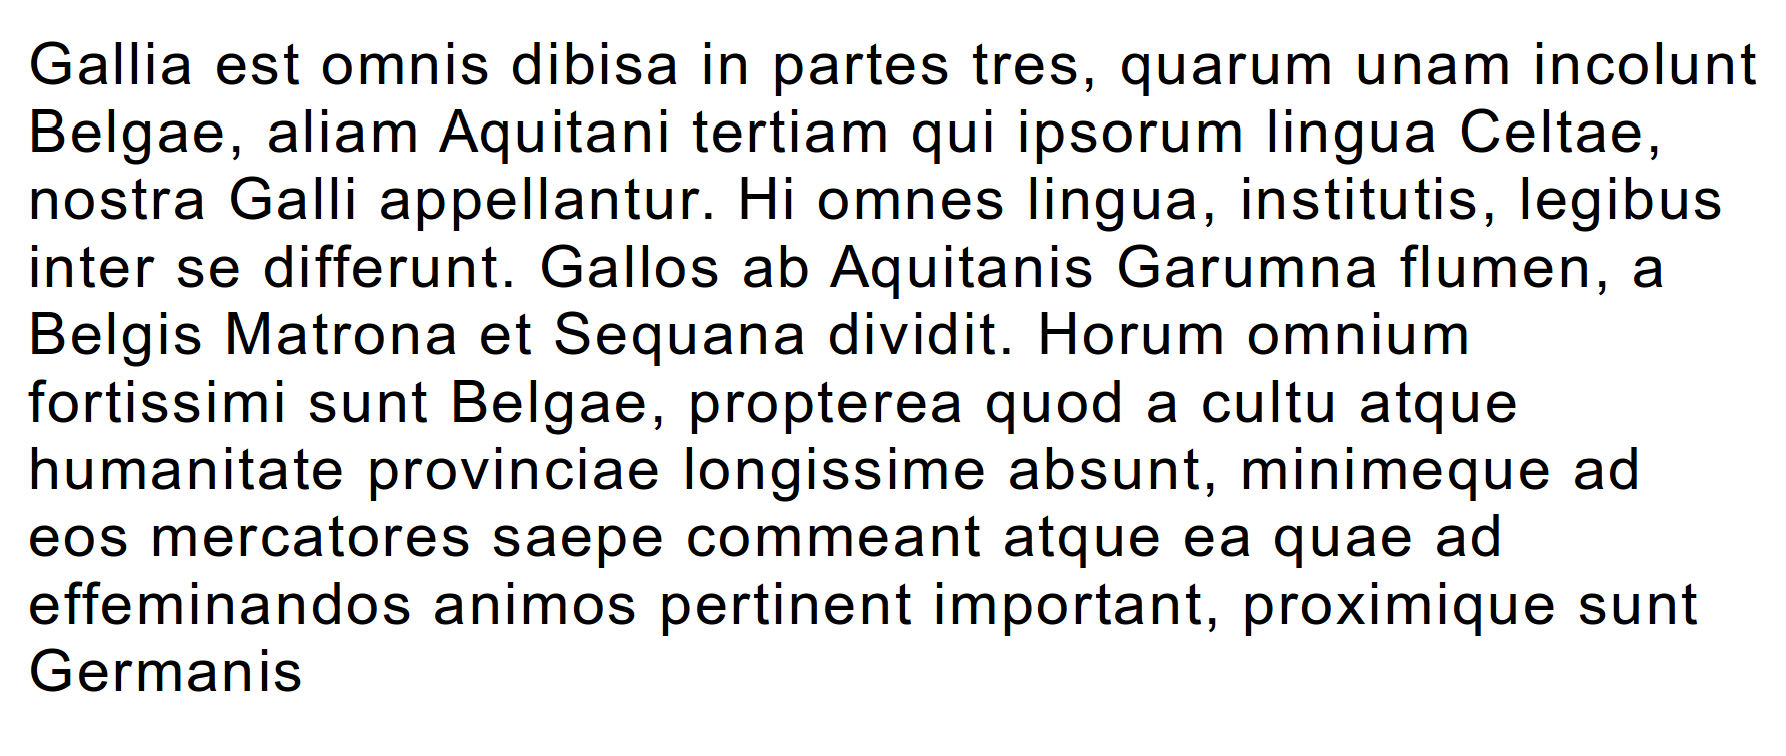 Gallia est omnis dibisa in partes tres, quarum unam incolunt
Belgae, aliam Aquitani tertiam qui ipsorum lingua Celtae,
nostra Galli appellantur. Hi omnes lingua, institutis, legibus
inter se differunt. Gallos ab Aquitanis Garumna flumen, a
Belgis Matrona et Sequana dividit. Horum omnium
fortissimi sunt Belgae, propterea quod a cultu atque
humanitate provinciae longissime absunt, minimeque ad
eos mercatores saepe commeant atque ea quae ad
effeminandos animos pertinent important, proximique sunt
Germanis